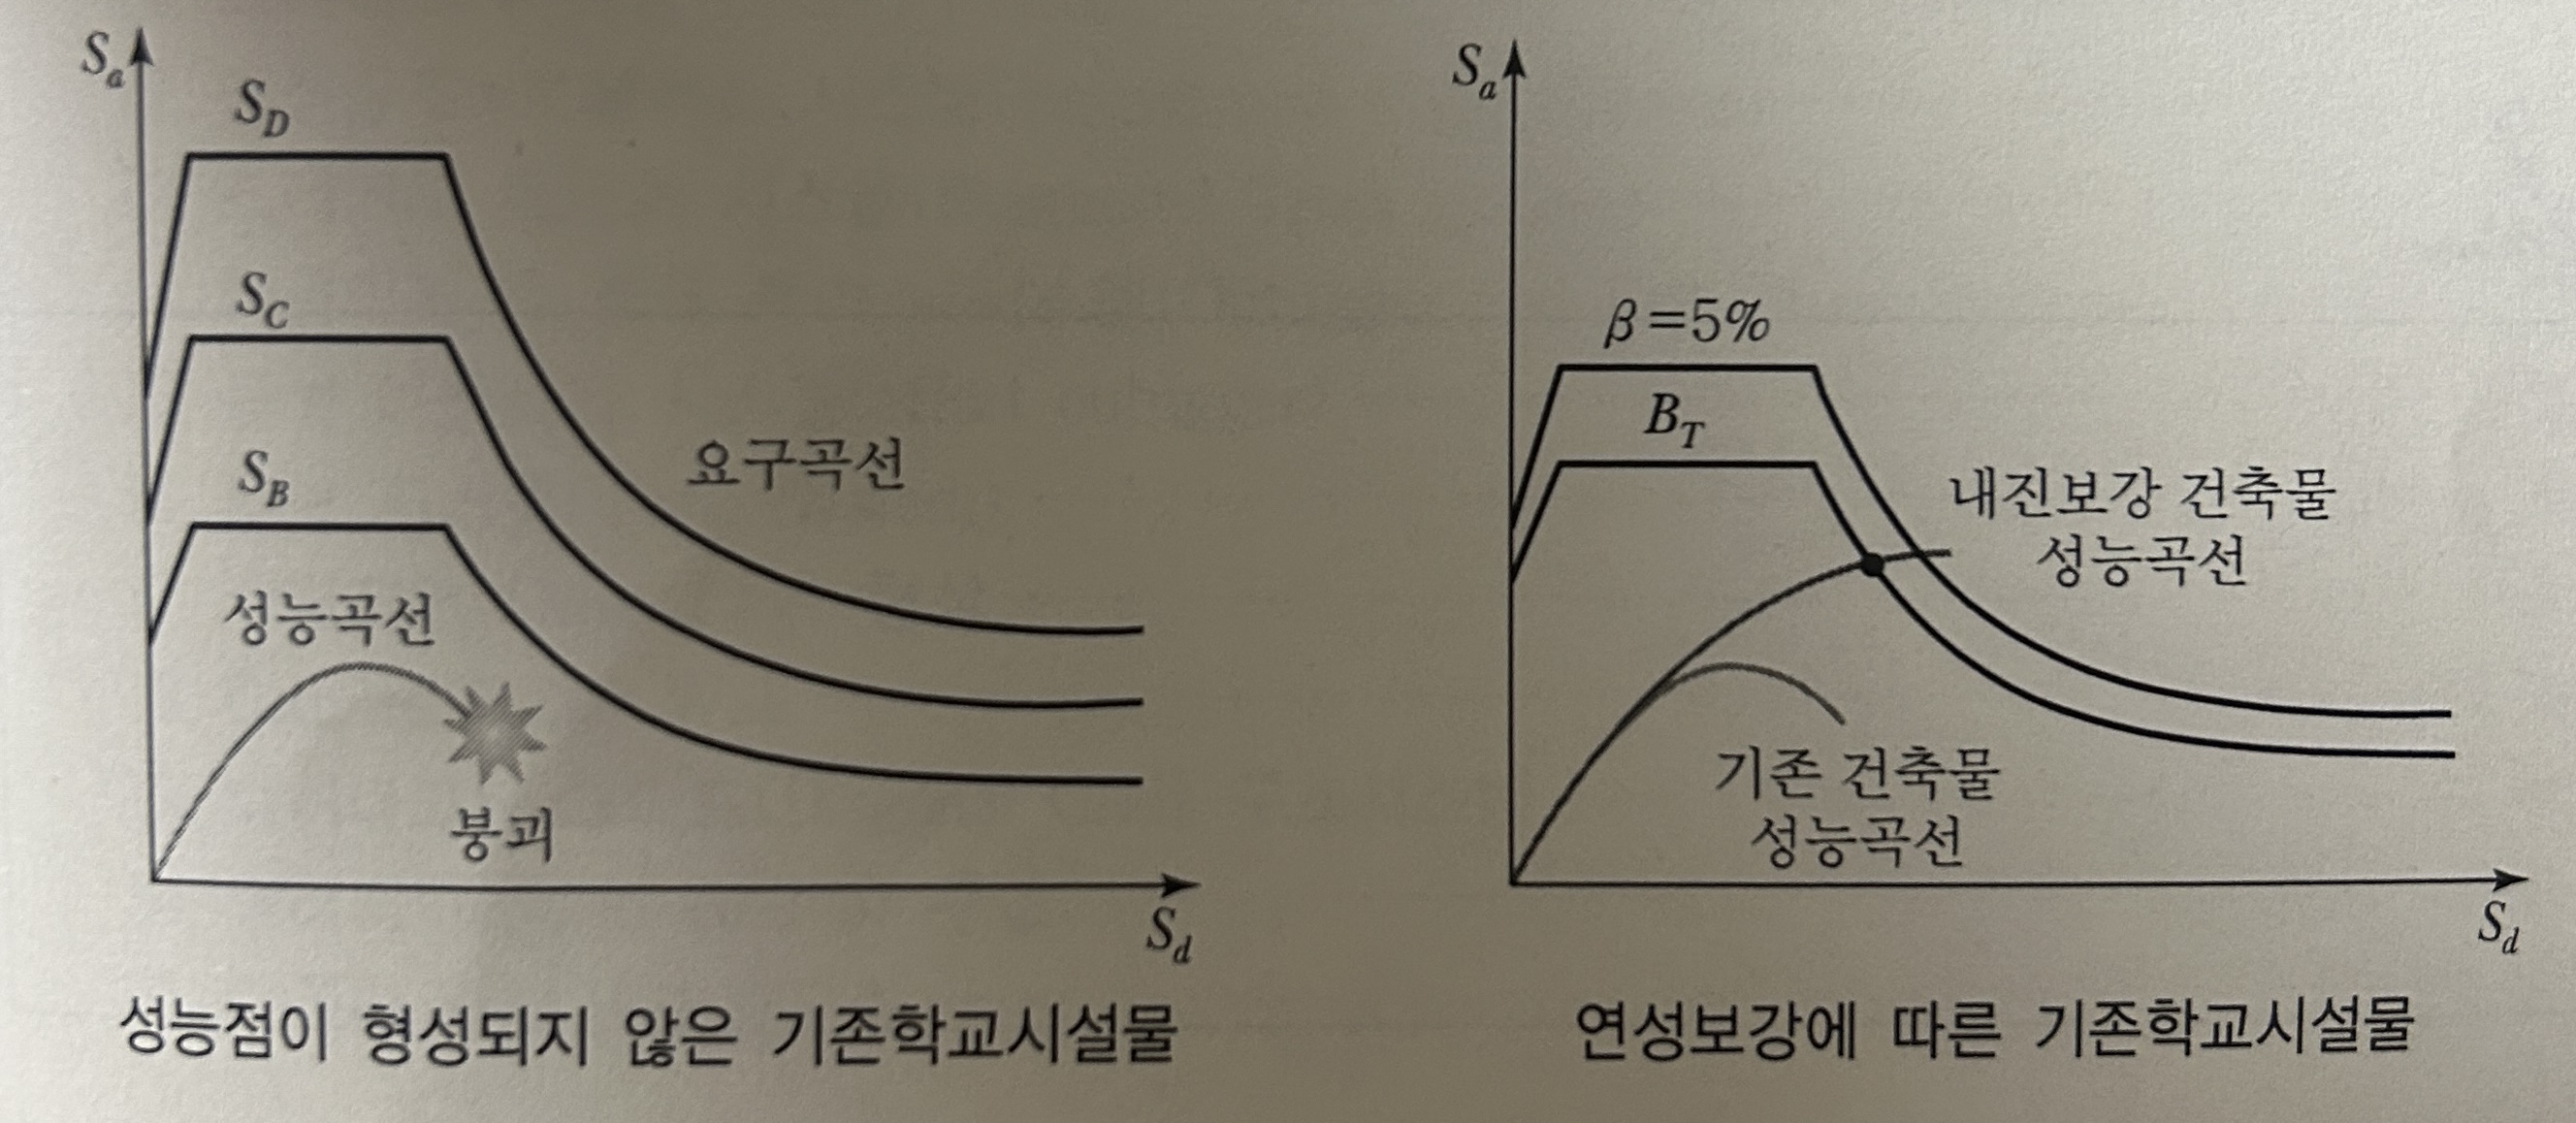 S_a
S_D
S_C
S_B
요구곡선
성능곡선
붕괴
S_d
성능점이 형성되지 않은 기존학교시설물
S_a
β=5%
B_T
내진보강 건축물
성능곡선
기존 건축물
성능곡선
S_d
연성보강에 따른 기존학교시설물